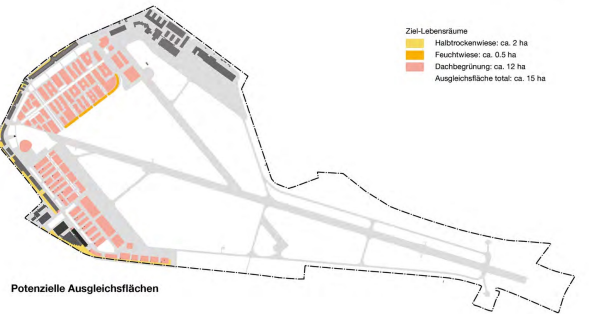 Ziel-Lebensräume
Halbtrockenwiese: ca. 2 ha
Feuchtwiese: ca. 0.5 ha
Dachbegrünung: ca. 12 ha
Ausgleichsfläche total: ca. 15 ha
Potenzielle Ausgleichsflächen